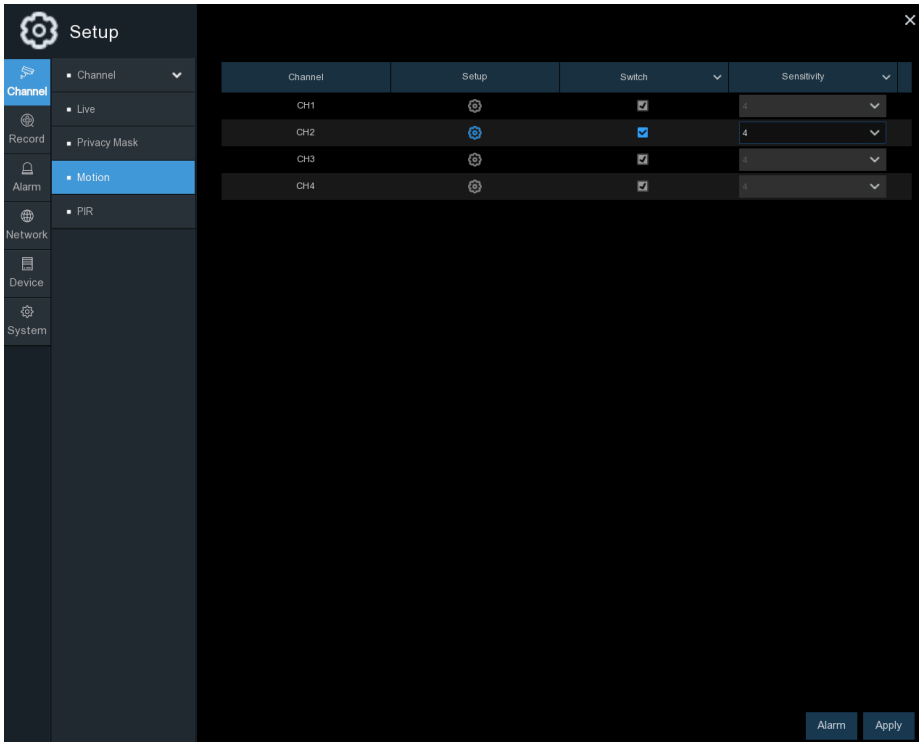 Setup
Channel
Record
Alarm
Network
Device
System
Channel
Live
Privacy Mask
Motion
PIR
Channel Setup Switch Sensitivity
CH1 4
CH2 4
CH3 4
CH4 4
Alarm Apply